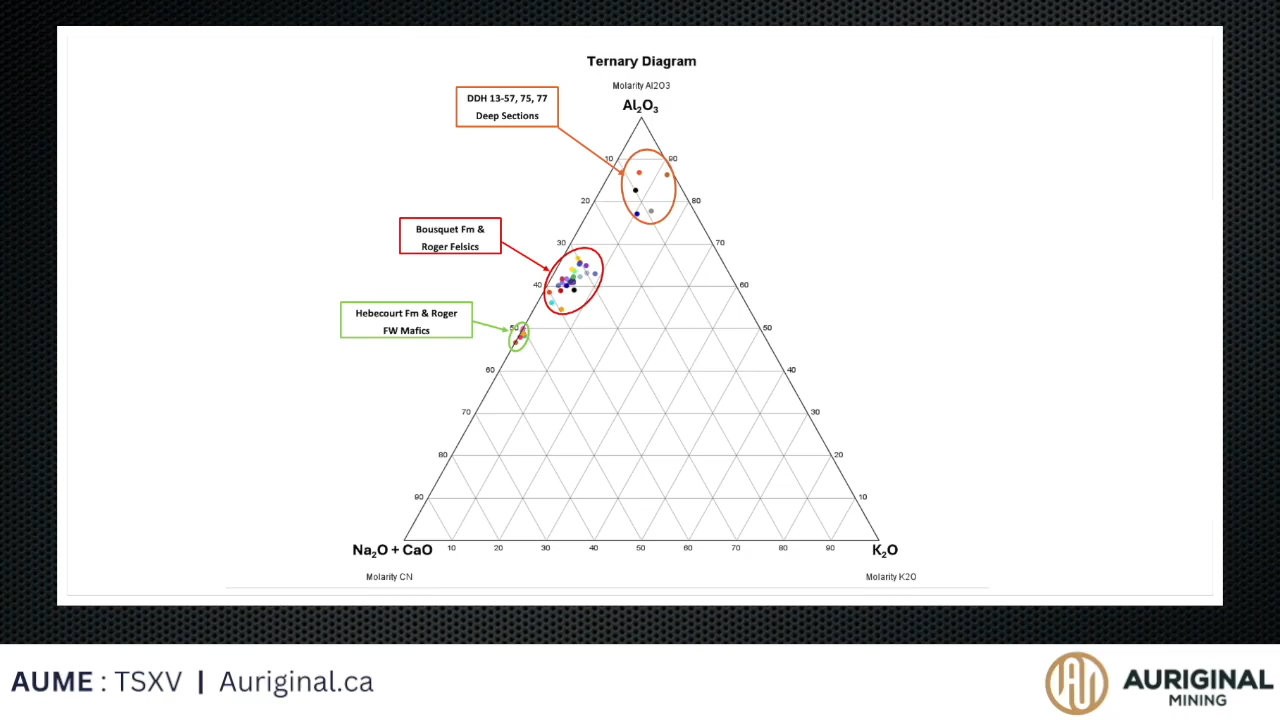 Ternary Diagram
Molarity Al2O3
Al₂O₃
DDH 13-57, 75, 77
Deep Sections
Bousquet Fm &
Roger Felsics
Hebecourt Fm & Roger
FW Mafics
10 90
20 80
30 70
40 60
50 50
60 40
70 30
80 20
90 10
Na₂O + CaO
10 20 30 40 50 60 70 80 90
K₂O
Molarity CN
Molarity K2O
AUME : TSXV | Auriginal.ca
AURIGINAL
MINING